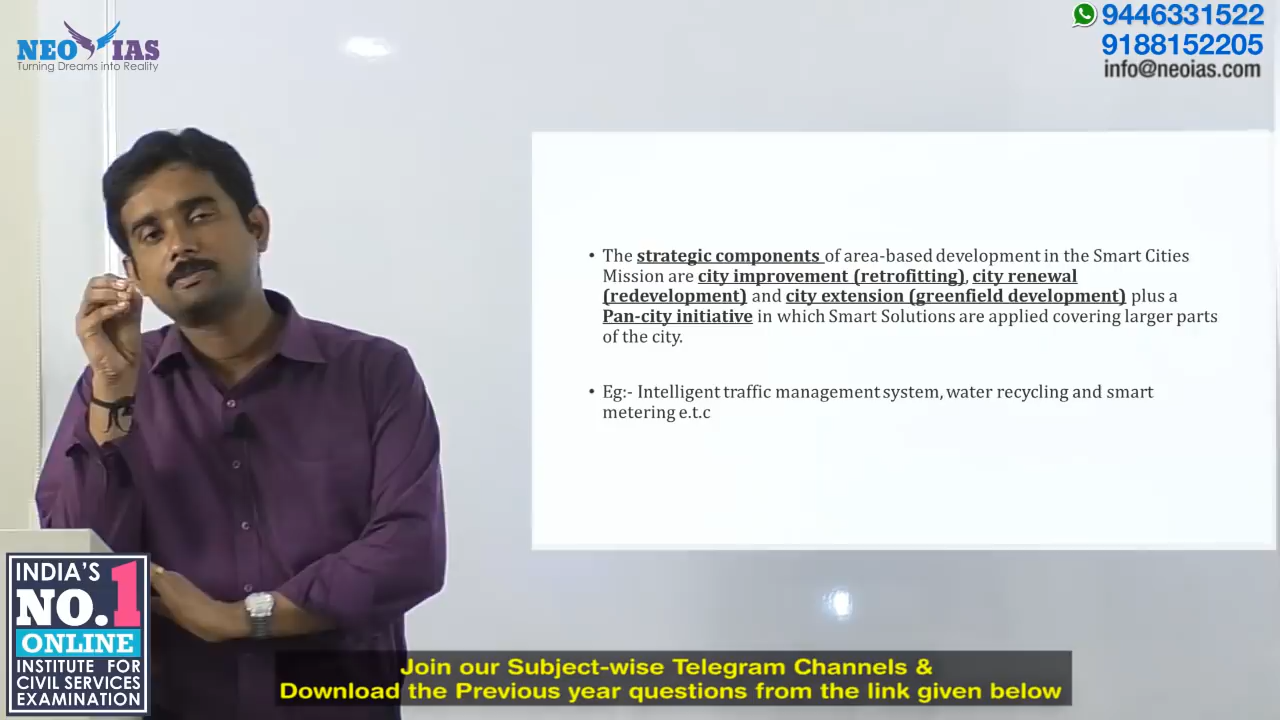 NEO IAS
Turning Dreams into Reality
9446331522
9188152205
info@neoias.com
• The strategic components of area-based development in the Smart Cities
Mission are city improvement (retrofitting), city renewal
(redevelopment) and city extension (greenfield development) plus a
Pan-city initiative in which Smart Solutions are applied covering larger parts
of the city.
• Eg:- Intelligent traffic management system, water recycling and smart
metering e.t.c
INDIA'S
NO.1
ONLINE
INSTITUTE FOR
CIVIL SERVICES
EXAMINATION
Join our Subject-wise Telegram Channels &
Download the Previous year questions from the link given below